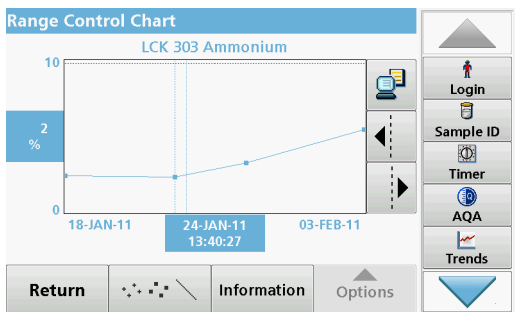 Range Control Chart
LCK 303 Ammonium
10
2
%
0
18-JAN-11
24-JAN-11
13:40:27
03-FEB-11
Login
Sample ID
Timer
AQA
Trends
Return
Information
Options